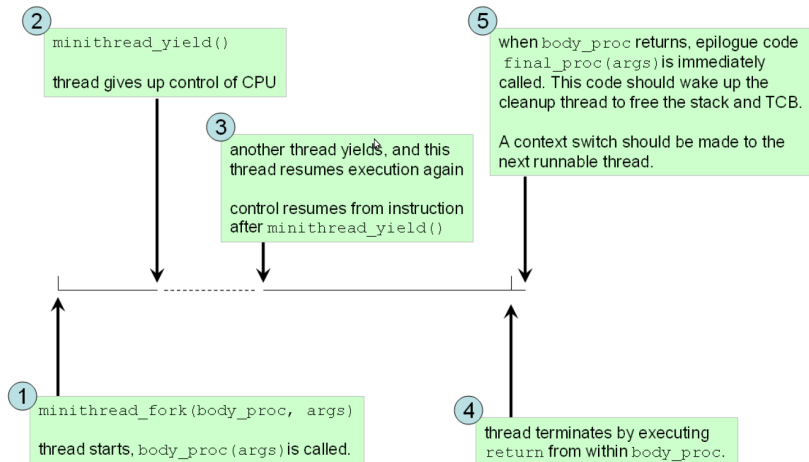 1
minithread_fork(body_proc, args)
thread starts, body_proc(args) is called.
2
minithread_yield()
thread gives up control of CPU
3
another thread yields, and this
thread resumes execution again
control resumes from instruction
after minithread_yield()
4
thread terminates by executing
return from within body_proc.
5
when body_proc returns, epilogue code
final_proc(args) is immediately
called. This code should wake up the
cleanup thread to free the stack and TCB.
A context switch should be made to the
next runnable thread.